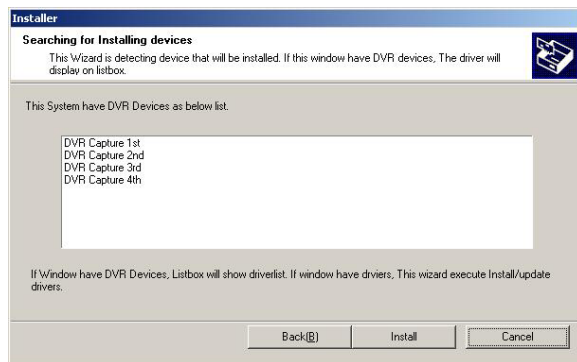 Installer
Searching for Installing devices
This Wizard is detecting device that will be installed. If this window have DVR devices, The driver will
display on listbox.
This System have DVR Devices as below list.
DVR Capture 1st
DVR Capture 2nd
DVR Capture 3rd
DVR Capture 4th
If Window have DVR Devices, Listbox will show driverlist. If window have drviers, This wizard execute Install/update
drivers.
Back(B)
Install
Cancel